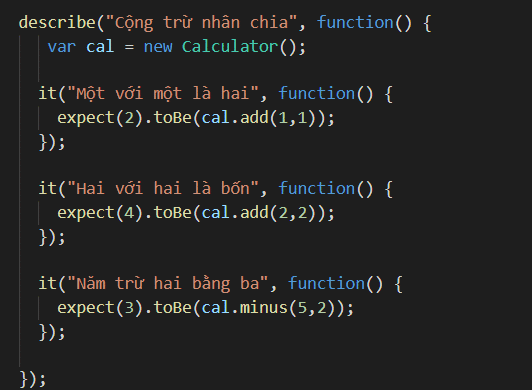 describe("Cộng trừ nhân chia", function() {
var cal = new Calculator();
it("Một với một là hai", function() {
expect(2).toBe(cal.add(1,1));
});
it("Hai với hai là bốn", function() {
expect(4).toBe(cal.add(2,2));
});
it("Năm trừ hai bằng ba", function() {
expect(3).toBe(cal.minus(5,2));
});
});